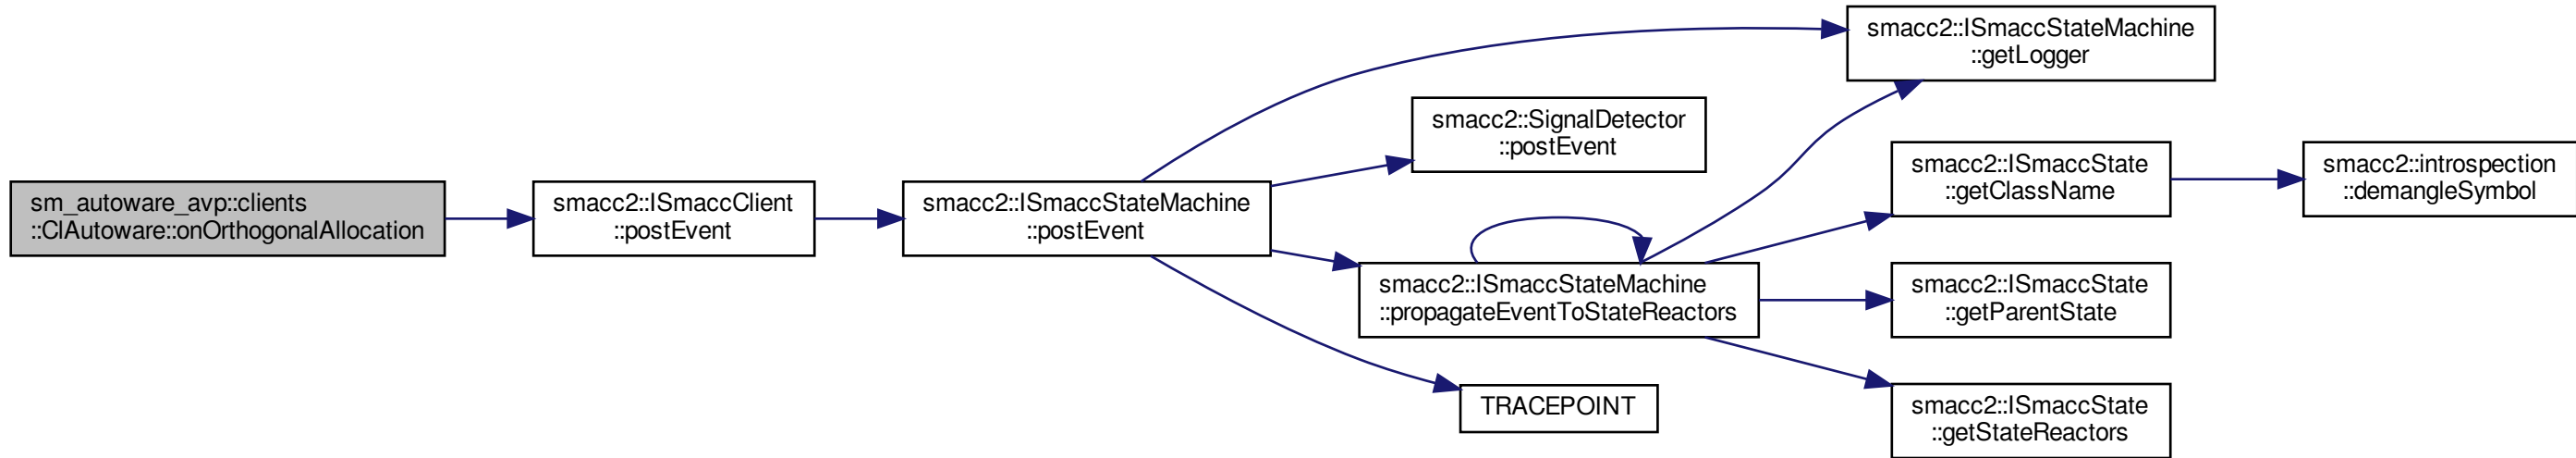 sm_autoware_avp::clients
::ClAutoware::onOrthogonalAllocation
smacc2::ISmaccClient
::postEvent
smacc2::ISmaccStateMachine
::postEvent
smacc2::ISmaccStateMachine
::getLogger
smacc2::SignalDetector
::postEvent
smacc2::ISmaccStateMachine
::propagateEventToStateReactors
TRACEPOINT
smacc2::ISmaccState
::getClassName
smacc2::ISmaccState
::getParentState
smacc2::ISmaccState
::getStateReactors
smacc2::introspection
::demangleSymbol